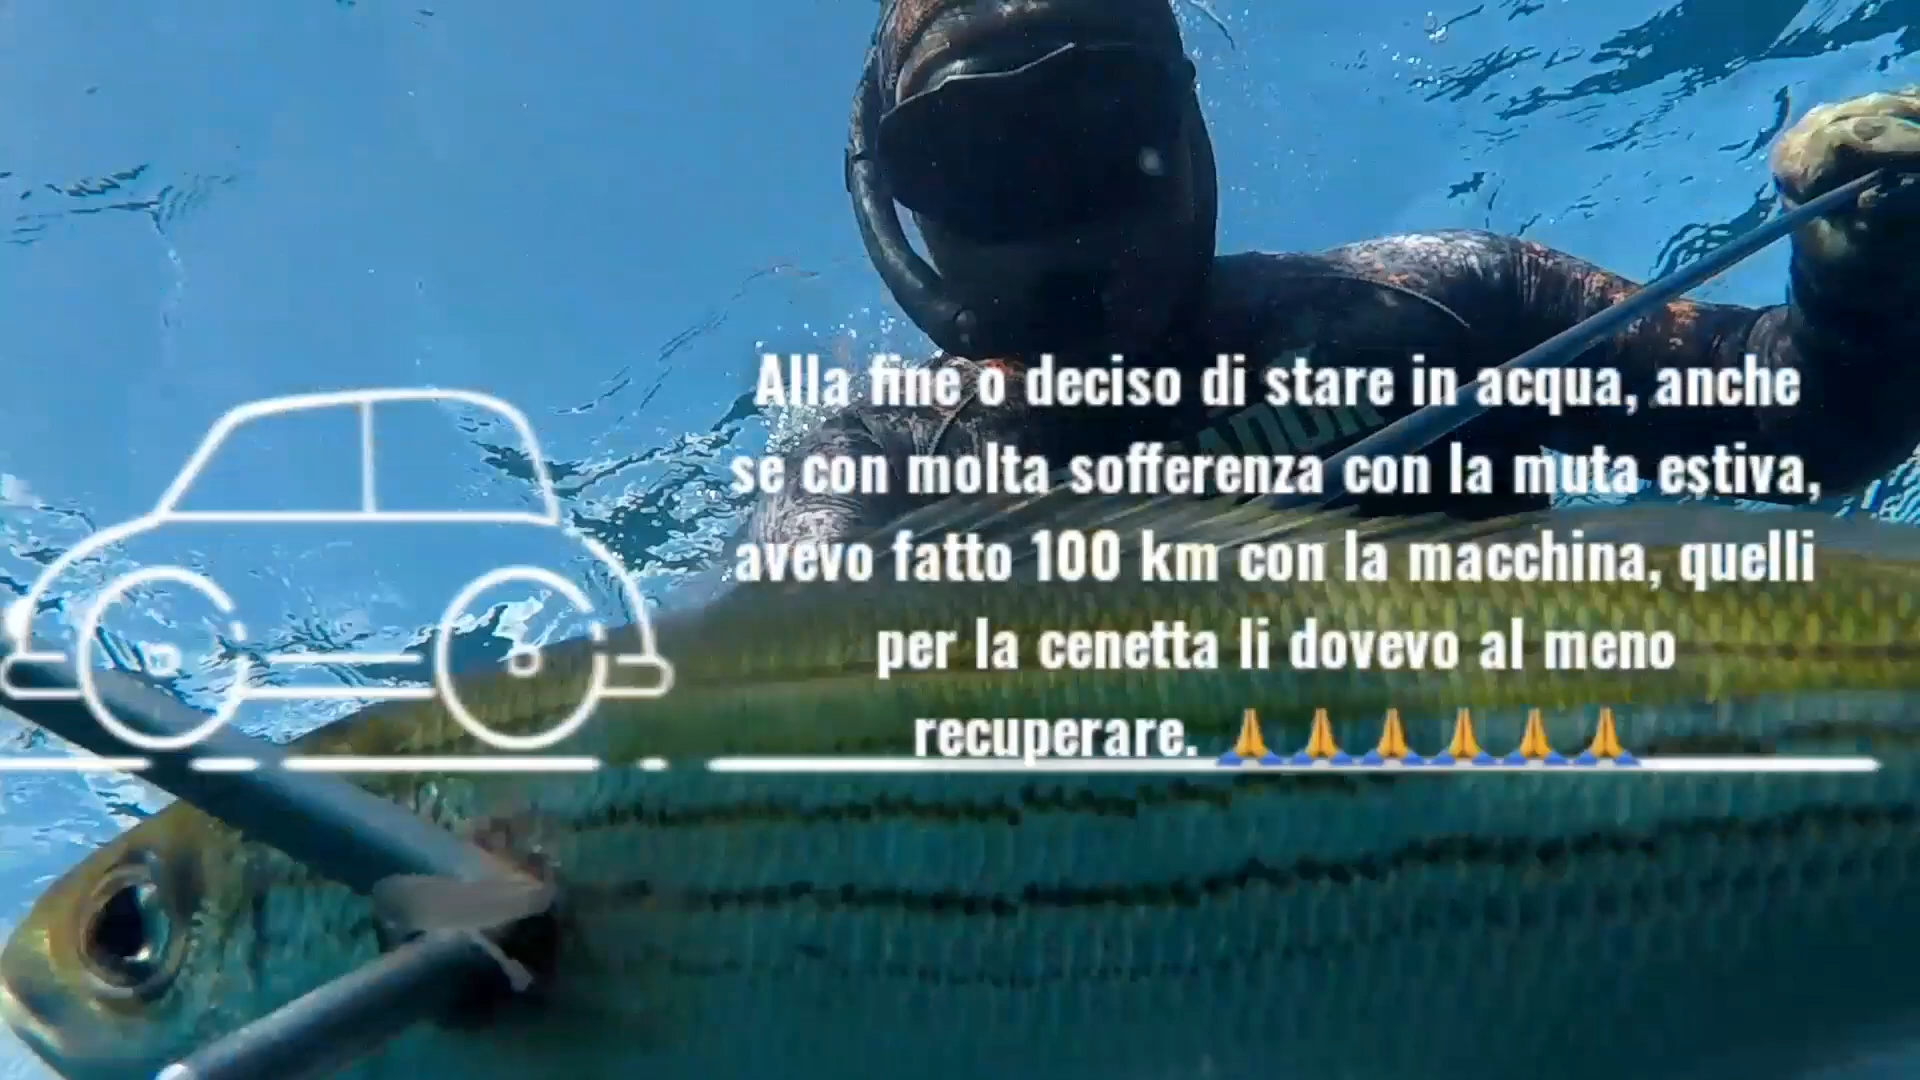 Alla fine o deciso di stare in acqua, anche
se con molta sofferenza con la muta estiva,
avevo fatto 100 km con la macchina, quelli
per la cenetta li dovevo al meno
recuperare. 🙏🙏🙏🙏🙏🙏